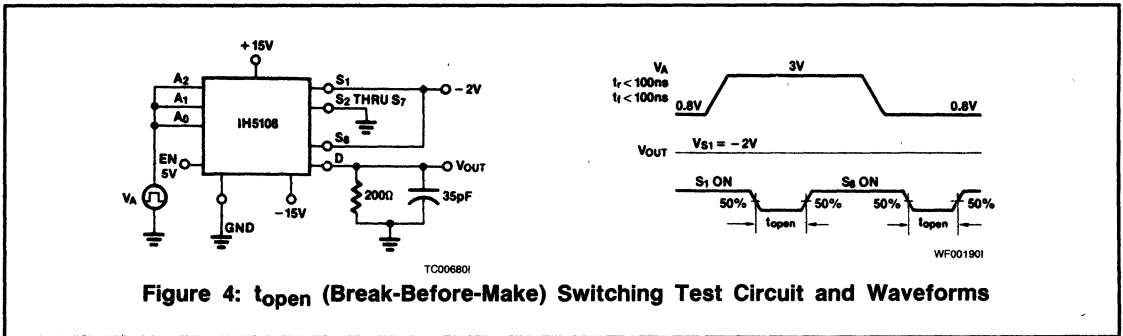 +15V
A2
A1
A0
EN
5V
VA
IH5108
GND
-15V
S1
S2 THRU S7
S8
D
-2V
VOUT
200Ω
35pF
TC00680I
VA
tr < 100ns
tf < 100ns
0.8V
3V
0.8V
VOUT
VS1 = -2V
S1 ON
S8 ON
50%
50%
50%
50%
topen
topen
WF00190I
Figure 4: topen (Break-Before-Make) Switching Test Circuit and Waveforms